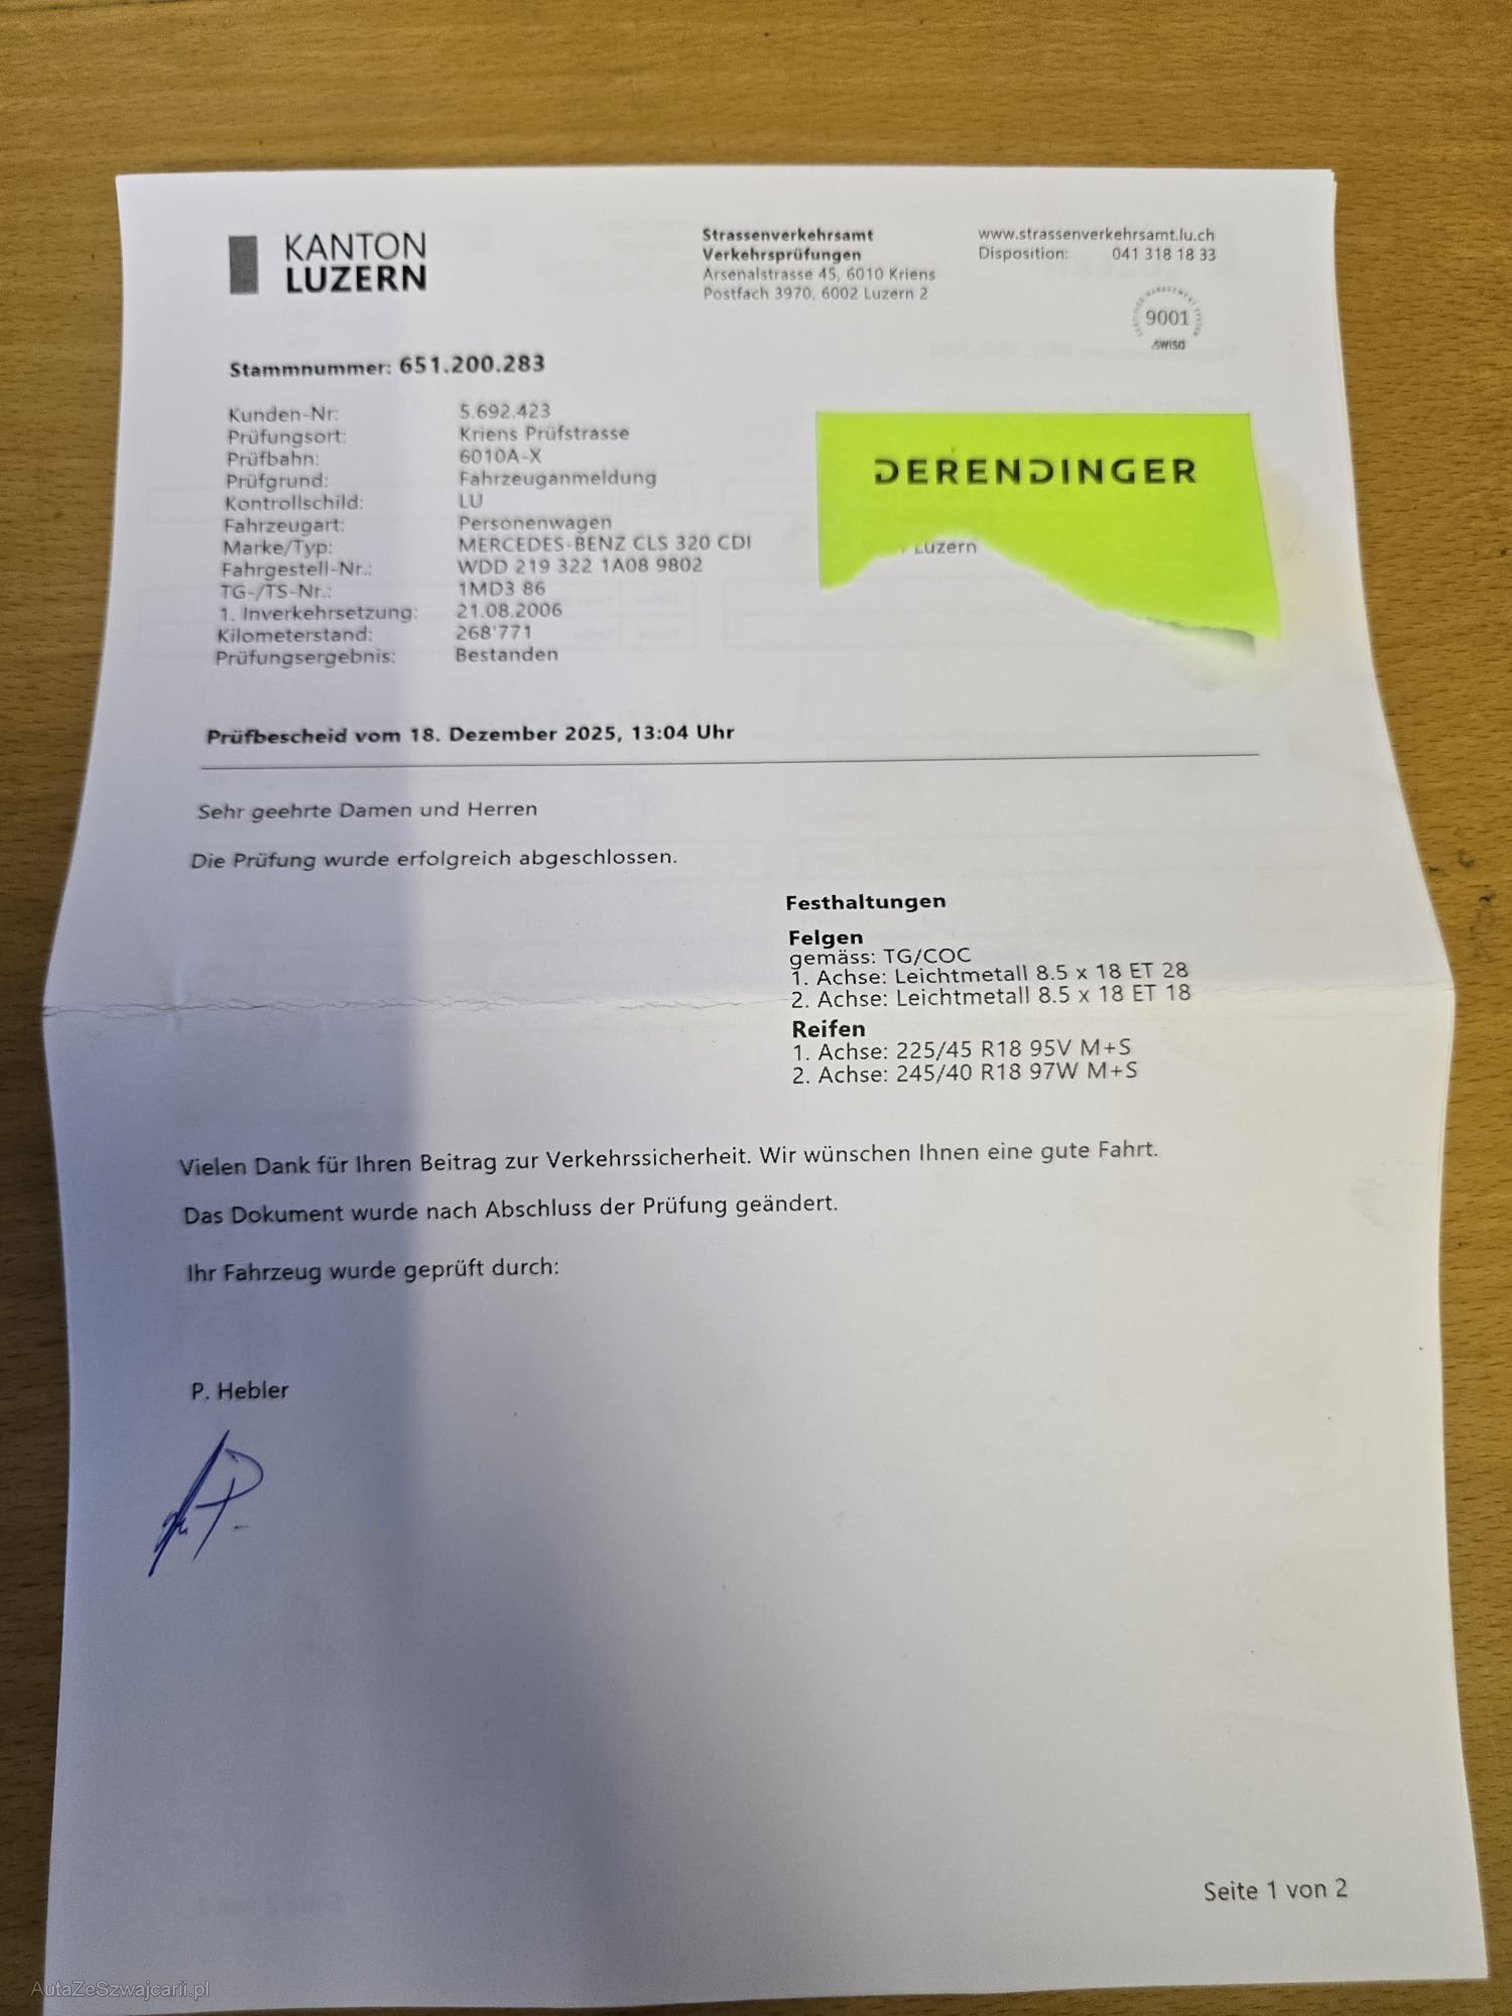 KANTON
LUZERN
Strassenverkehrsamt
Verkehrsprüfungen
Arsenalstrasse 45, 6010 Kriens
Postfach 3970, 6002 Luzern 2
www.strassenverkehrsamt.lu.ch
Disposition: 041 318 18 33
9001
Stammnummer: 651.200.283
Kunden-Nr: 5.692.423
Prüfungsort: Kriens Prüfstrasse
Prüfbahn: 6010A-X
Prüfgrund: Fahrzeuganmeldung
Kontrollschild: LU
Fahrzeugart: Personenwagen
Marke/Typ: MERCEDES-BENZ CLS 320 CDI
Fahrgestell-Nr.: WDD 219 322 1A08 9802
TG-/TS-Nr.: 1MD3 86
1. Inverkehrsetzung: 21.08.2006
Kilometerstand: 268'771
Prüfungsergebnis: Bestanden
DERENDINGER
Luzern
Prüfbescheid vom 18. Dezember 2025, 13:04 Uhr
Sehr geehrte Damen und Herren
Die Prüfung wurde erfolgreich abgeschlossen.
Festhaltungen
Felgen
gemäss: TG/COC
1. Achse: Leichtmetall 8.5 x 18 ET 28
2. Achse: Leichtmetall 8.5 x 18 ET 18
Reifen
1. Achse: 225/45 R18 95V M+S
2. Achse: 245/40 R18 97W M+S
Vielen Dank für Ihren Beitrag zur Verkehrssicherheit. Wir wünschen Ihnen eine gute Fahrt.
Das Dokument wurde nach Abschluss der Prüfung geändert.
Ihr Fahrzeug wurde geprüft durch:
P. Hebler
Seite 1 von 2
AutaZeSzwajcarii.pl